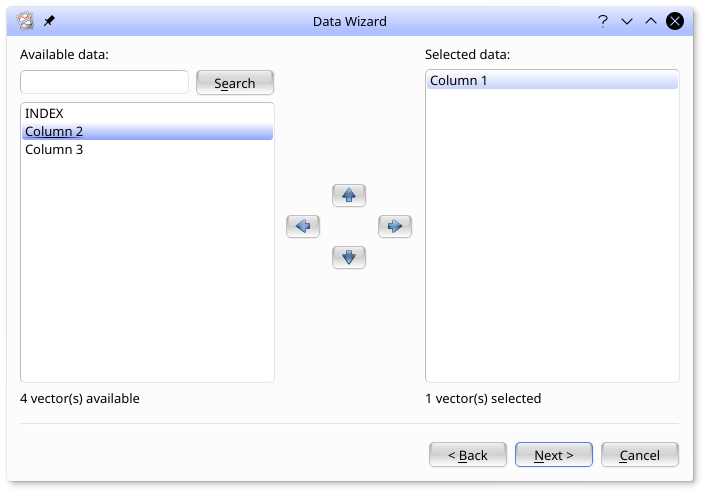 Data Wizard
Available data:
Selected data:
Search
Column 1
INDEX
Column 2
Column 3
4 vector(s) available
1 vector(s) selected
< Back
Next >
Cancel